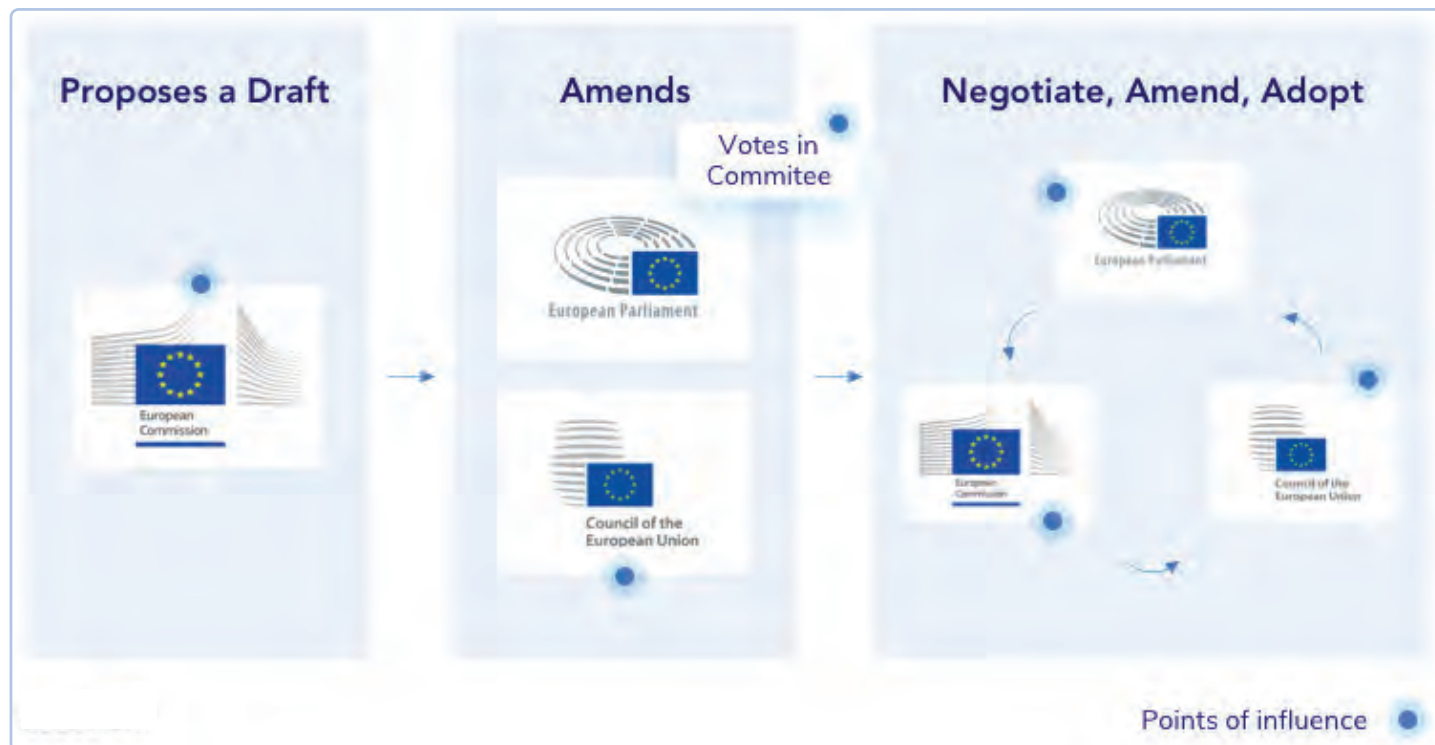 Proposes a Draft
European
Commission
Amends
Votes in
Commitee
European Parliament
Council of the
European Union
Negotiate, Amend, Adopt
European Parliament
European
Commission
Council of the
European Union
Points of influence